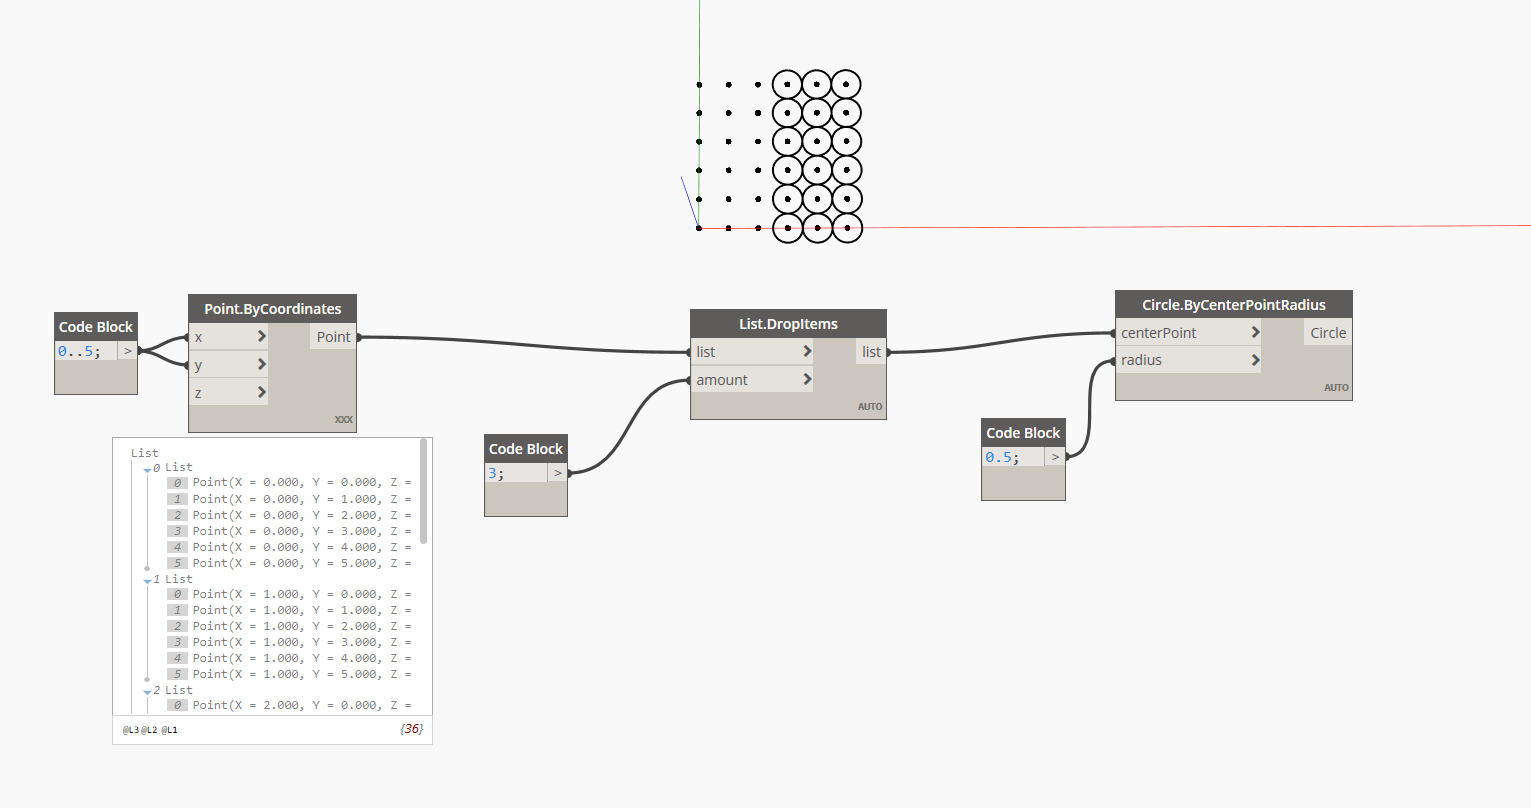 Code Block
0..5; >
Point.ByCoordinates
x > Point
y >
z >
XXX
List
0 List
0 Point(X = 0.000, Y = 0.000, Z =
1 Point(X = 0.000, Y = 1.000, Z =
2 Point(X = 0.000, Y = 2.000, Z =
3 Point(X = 0.000, Y = 3.000, Z =
4 Point(X = 0.000, Y = 4.000, Z =
5 Point(X = 0.000, Y = 5.000, Z =
1 List
0 Point(X = 1.000, Y = 0.000, Z =
1 Point(X = 1.000, Y = 1.000, Z =
2 Point(X = 1.000, Y = 2.000, Z =
3 Point(X = 1.000, Y = 3.000, Z =
4 Point(X = 1.000, Y = 4.000, Z =
5 Point(X = 1.000, Y = 5.000, Z =
2 List
0 Point(X = 2.000, Y = 0.000, Z =
@L3 @L2 @L1 {36}
Code Block
3; >
List.DropItems
list > list
amount >
AUTO
Code Block
0.5; >
Circle.ByCenterPointRadius
centerPoint > Circle
radius >
AUTO